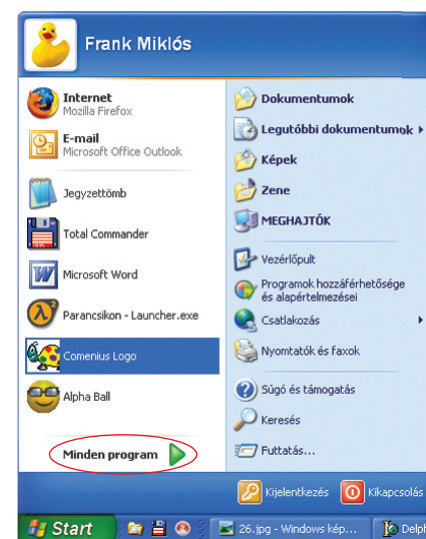 Frank Miklós
Internet
Mozilla Firefox
E-mail
Microsoft Office Outlook
Jegyzettömb
Total Commander
Microsoft Word
Parancsikon - Launcher.exe
Comenius Logo
Alpha Ball
Minden program
Dokumentumok
Legutóbbi dokumentumok
Képek
Zene
MEGHAJTÓK
Vezérlőpult
Programok hozzáférhetősége
és alapértelmezései
Csatlakozás
Nyomtatók és faxok
Súgó és támogatás
Keresés
Futtatás...
Kijelentkezés
Kikapcsolás
Start
26.jpg - Windows kép...
Delph